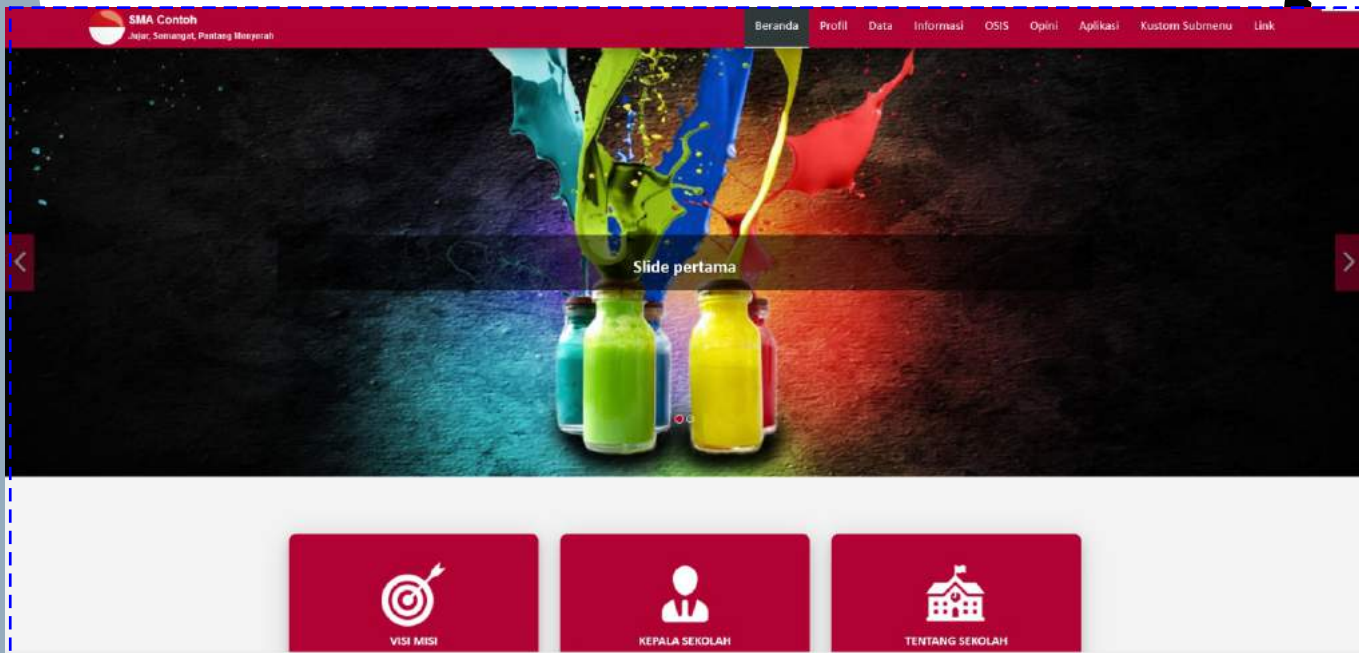 SMA Contoh
Jujur, Semangat, Pantang Menyerah
Beranda Profil Data Informasi OSIS Opini Aplikasi Kustom Submenu Link
Slide pertama
VISI MISI KEPALA SEKOLAH TENTANG SEKOLAH